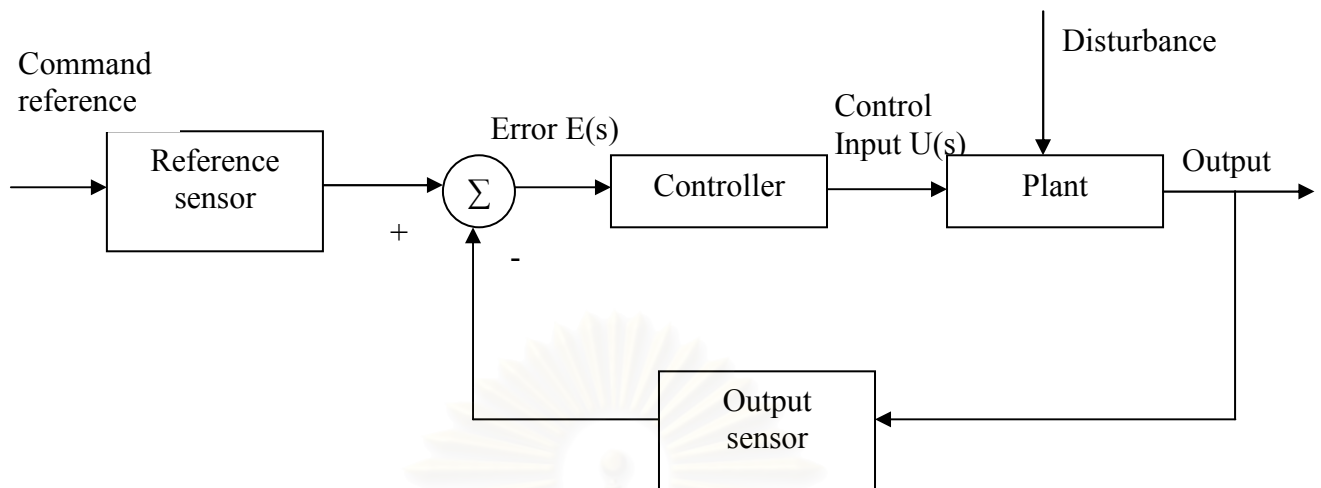 Command
reference
Reference
sensor
+
-
Error E(s)
∑
Controller
Control
Input U(s)
Disturbance
Plant
Output
Output
sensor